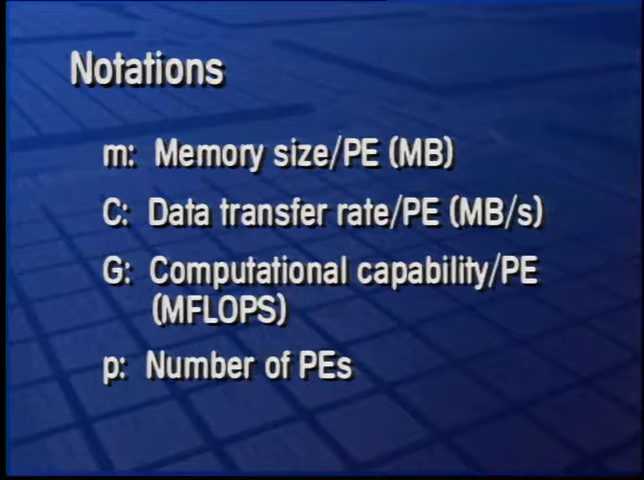 Notations
m: Memory size/PE (MB)
C: Data transfer rate/PE (MB/s)
G: Computational capability/PE
(MFLOPS)
p: Number of PEs